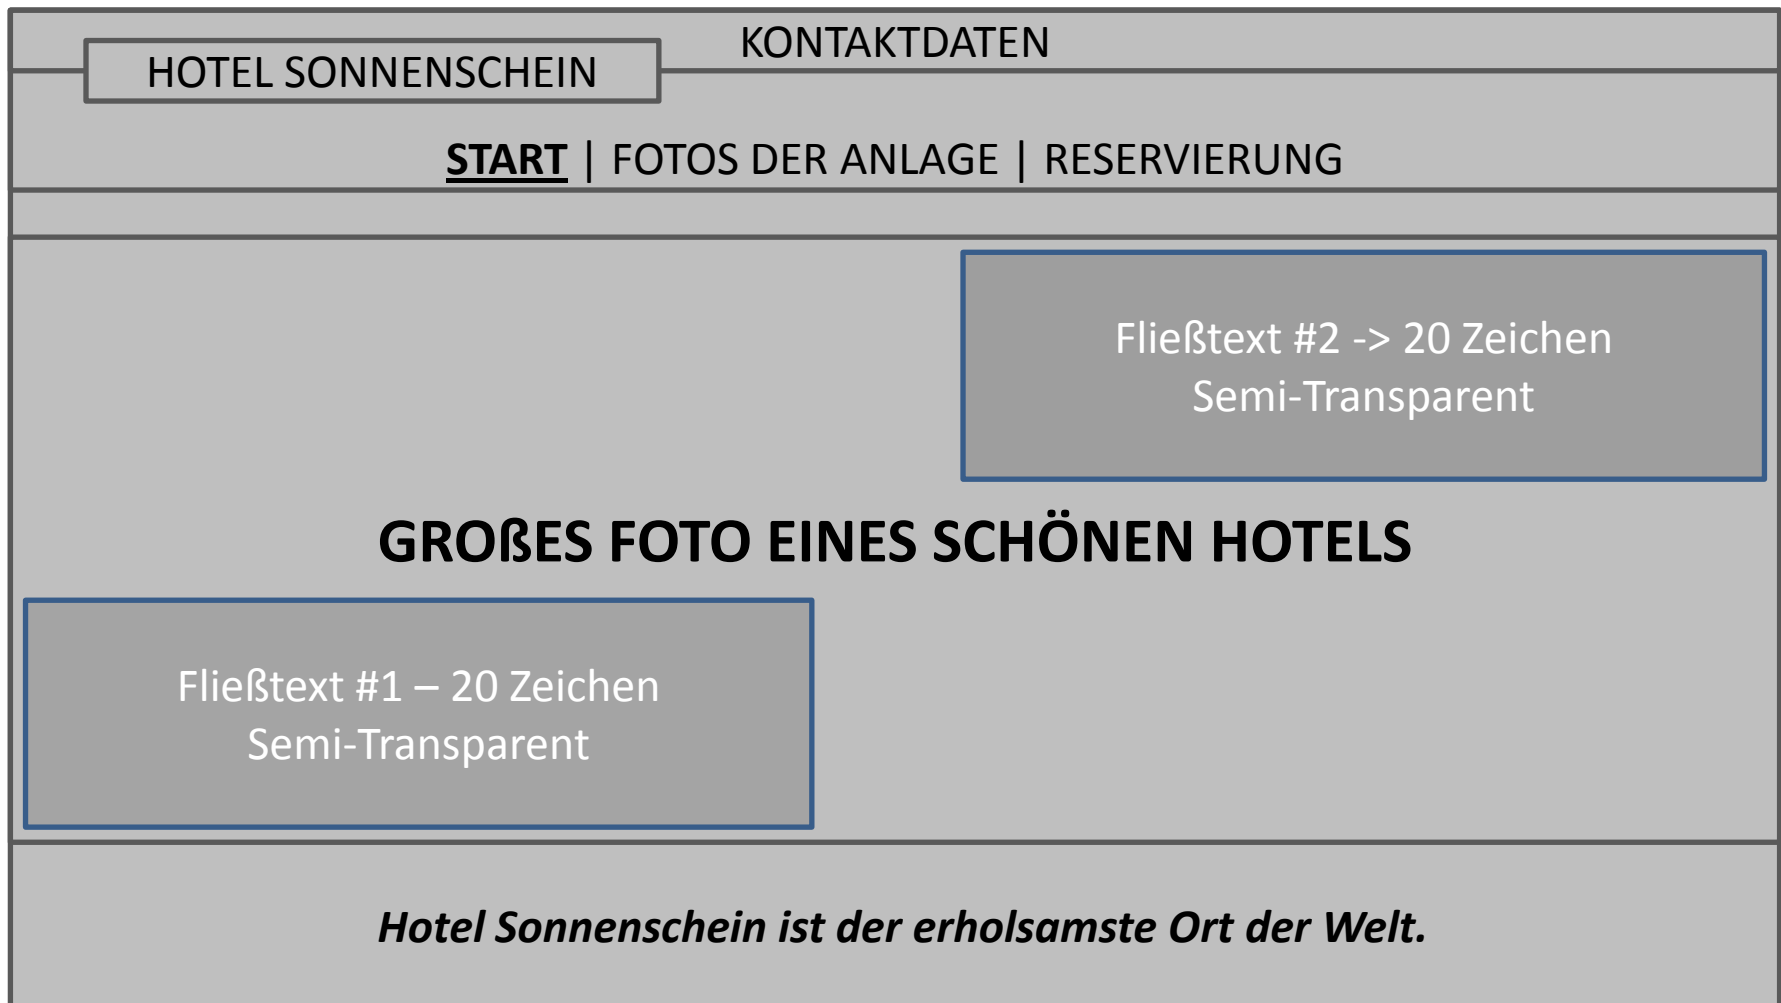 KONTAKTDATEN
HOTEL SONNENSCHEIN
START | FOTOS DER ANLAGE | RESERVIERUNG
Fließtext #2 -> 20 Zeichen
Semi-Transparent
GROßES FOTO EINES SCHÖNEN HOTELS
Fließtext #1 – 20 Zeichen
Semi-Transparent
Hotel Sonnenschein ist der erholsamste Ort der Welt.